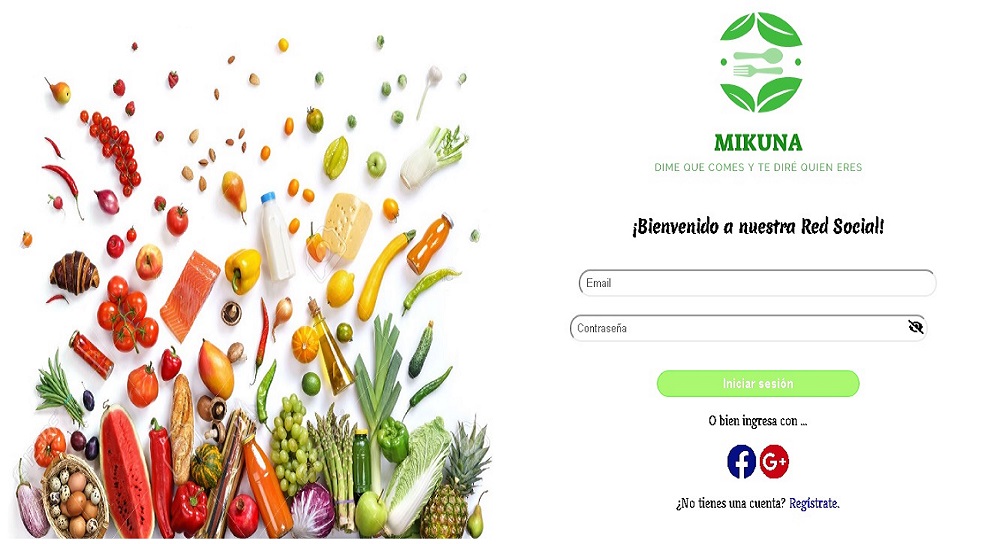 MIKUNA
DIME QUE COMES Y TE DIRÉ QUIEN ERES
¡Bienvenido a nuestra Red Social!
Email
Contraseña
Iniciar sesión
O bien ingresa con ...
f G+
¿No tienes una cuenta? Regístrate.